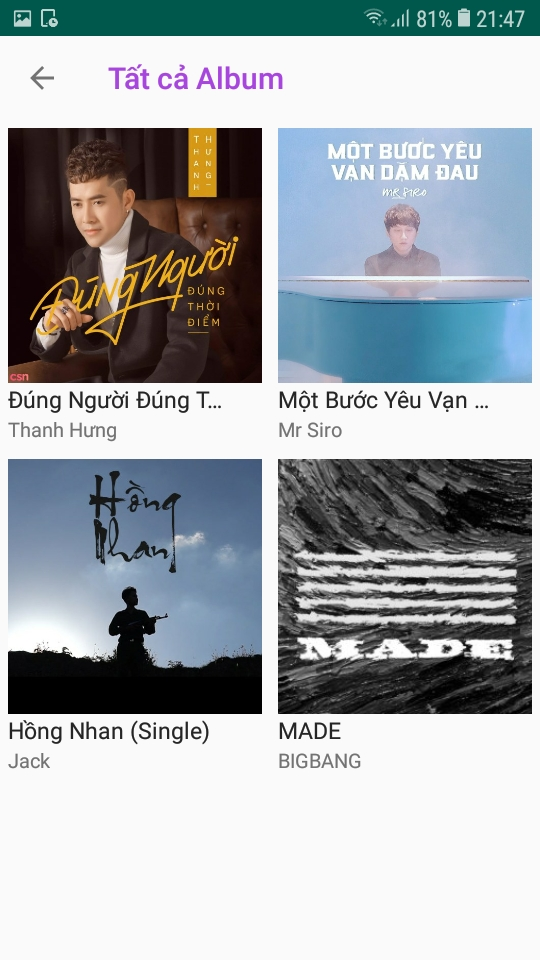 81% 21:47
Tất cả Album
THANH
HƯNG
Đúng Người
ĐÚNG
THỜI
ĐIỂM
csn
Đúng Người Đúng T...
Thanh Hưng
MỘT BƯỚC YÊU
VẠN DẶM ĐAU
MR SIRO
Một Bước Yêu Vạn ...
Mr Siro
Hồng
Nhan
Hồng Nhan (Single)
Jack
MADE
MADE
BIGBANG